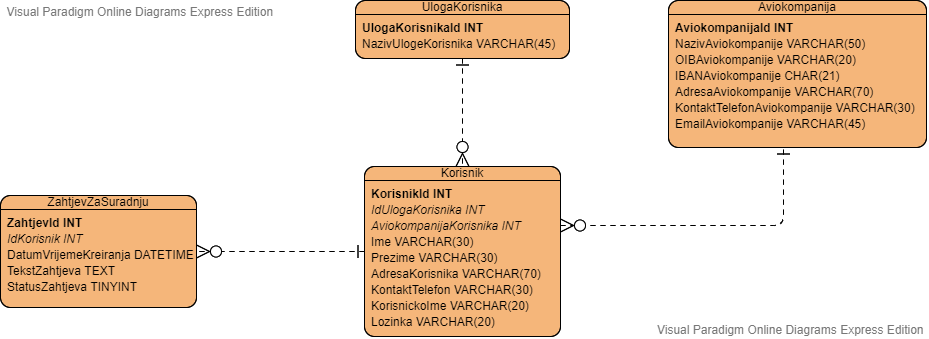 Visual Paradigm Online Diagrams Express Edition
UlogaKorisnika
UlogaKorisnikaId INT
NazivUlogeKorisnika VARCHAR(45)
Aviokompanija
AviokompanijaId INT
NazivAviokompanije VARCHAR(50)
OIBAviokompanije VARCHAR(20)
IBANAviokompanije CHAR(21)
AdresaAviokompanije VARCHAR(70)
KontaktTelefonAviokompanije VARCHAR(30)
EmailAviokompanije VARCHAR(45)
ZahtjevZaSuradnju
ZahtjevId INT
IdKorisnik INT
DatumVrijemeKreiranja DATETIME
TekstZahtjeva TEXT
StatusZahtjeva TINYINT
Korisnik
KorisnikId INT
IdUlogaKorisnika INT
AviokompanijaKorisnika INT
Ime VARCHAR(30)
Prezime VARCHAR(30)
AdresaKorisnika VARCHAR(70)
KontaktTelefon VARCHAR(30)
KorisnickoIme VARCHAR(20)
Lozinka VARCHAR(20)
Visual Paradigm Online Diagrams Express Edition